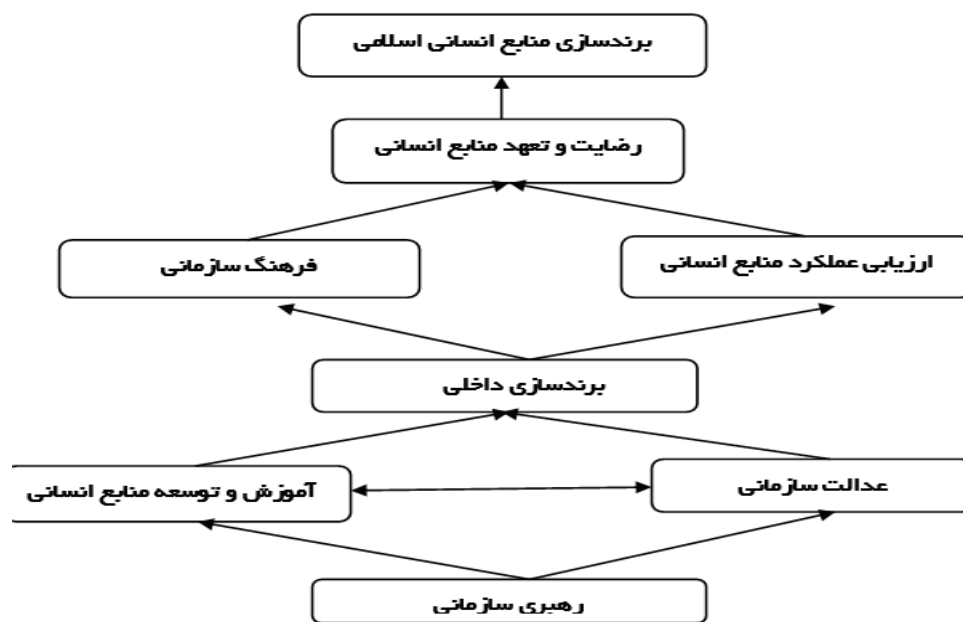 برندسازی منابع انسانی اسلامی
رضایت و تعهد منابع انسانی
ارزیابی عملکرد منابع انسانی
فرهنگ سازمانی
برندسازی داخلی
عدالت سازمانی
آموزش و توسعه منابع انسانی
رهبری سازمانی